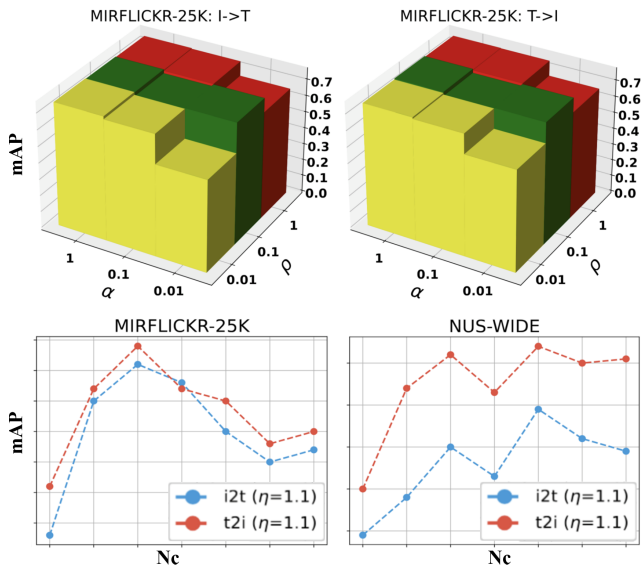 MIRFLICKR-25K: I->T
MIRFLICKR-25K: T->I
mAP
0.7
0.6
0.5
0.4
0.3
0.2
0.1
0.0
1
0.1
0.01
α
0.01
0.1
1
ρ
0.7
0.6
0.5
0.4
0.3
0.2
0.1
0.0
1
0.1
0.01
α
0.01
0.1
1
ρ
MIRFLICKR-25K
NUS-WIDE
mAP
i2t (η=1.1)
t2i (η=1.1)
i2t (η=1.1)
t2i (η=1.1)
Nc
Nc